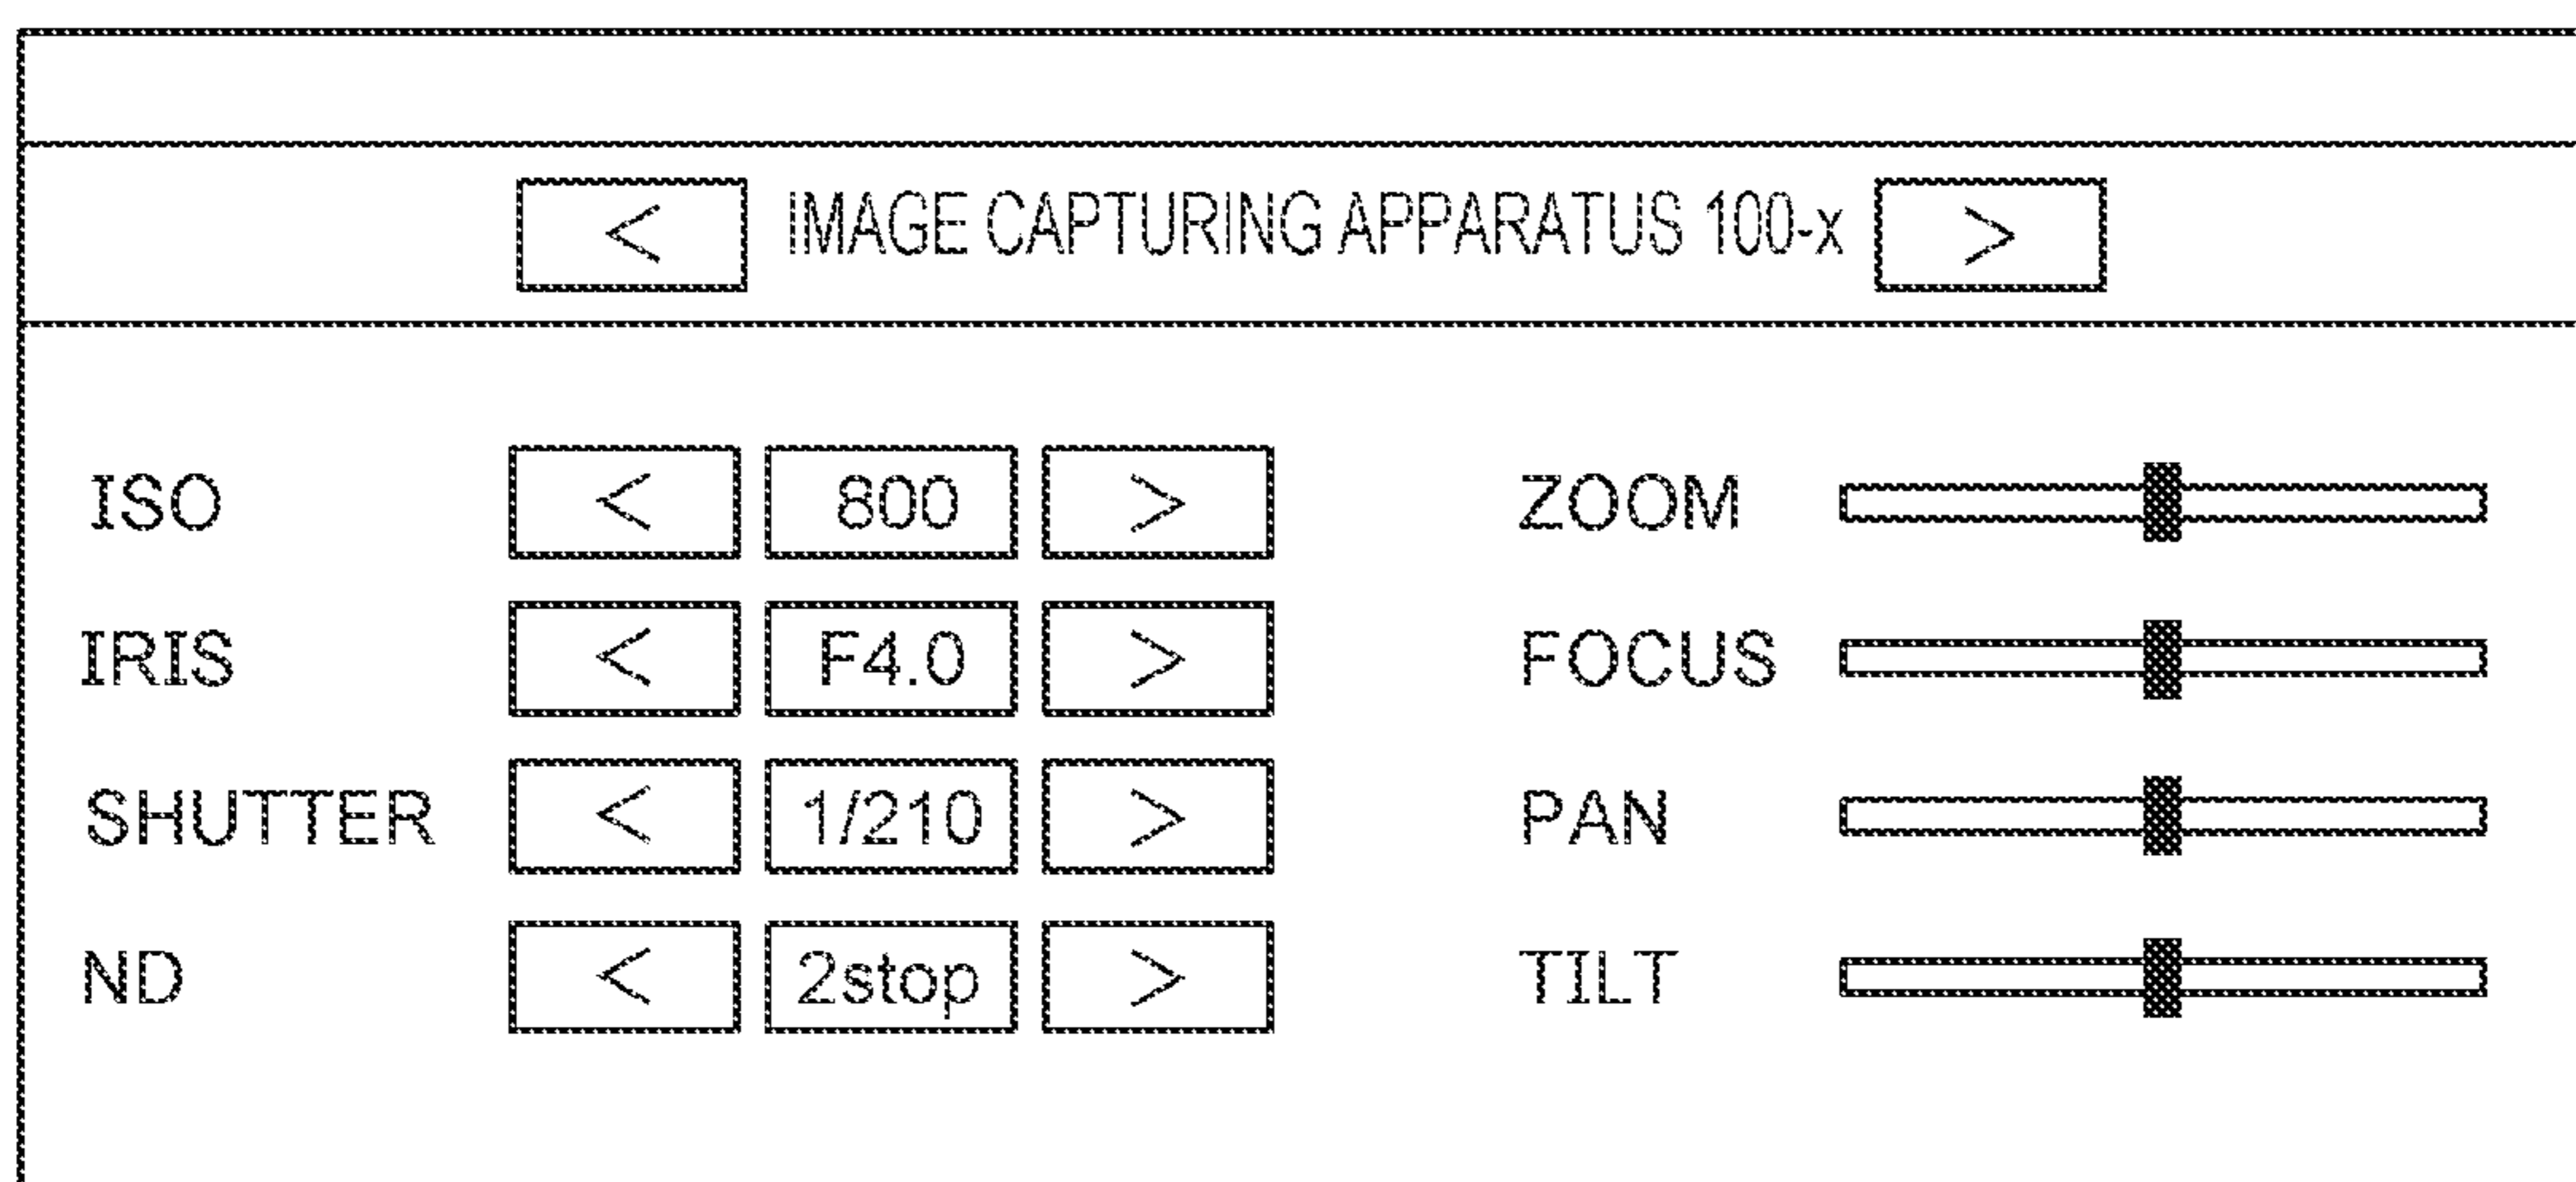 < IMAGE CAPTURING APPARATUS 100-x >
ISO < 800 > ZOOM
IRIS < F4.0 > FOCUS
SHUTTER < 1/210 > PAN
ND < 2stop > TILT